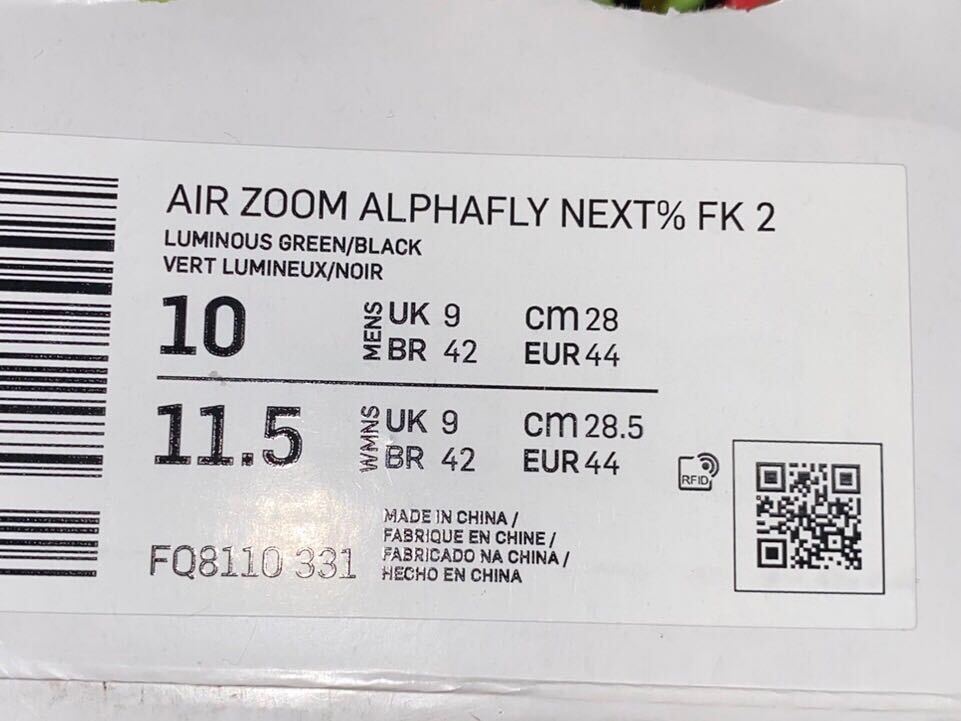 AIR ZOOM ALPHAFLY NEXT% FK 2
LUMINOUS GREEN/BLACK
VERT LUMINEUX/NOIR
10 MENS UK 9 cm 28
BR 42 EUR 44
11.5 WMNS UK 9 cm 28.5
BR 42 EUR 44
RFID
MADE IN CHINA /
FABRIQUE EN CHINE /
FABRICADO NA CHINA /
HECHO EN CHINA
FQ8110 331